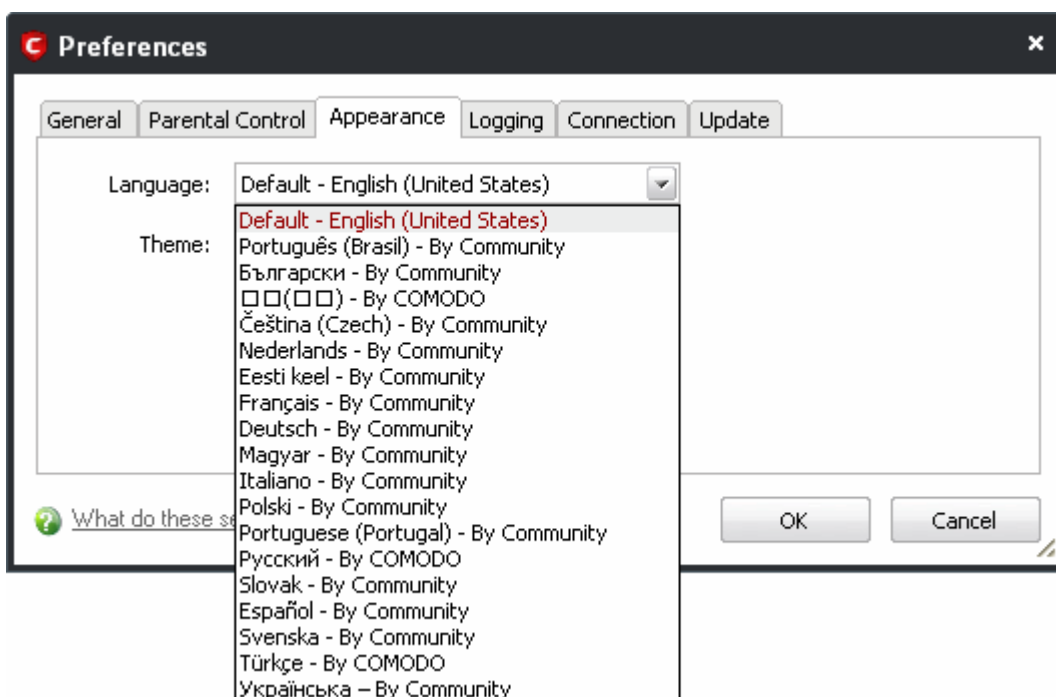 Preferences
General Parental Control Appearance Logging Connection Update
Language: Default - English (United States)
Default - English (United States)
Theme:
Português (Brasil) - By Community
Български - By Community
□□(□□) - By COMODO
Čeština (Czech) - By Community
Nederlands - By Community
Eesti keel - By Community
Français - By Community
Deutsch - By Community
Magyar - By Community
Italiano - By Community
Polski - By Community
Portuguese (Portugal) - By Community
Русский - By COMODO
Slovak - By Community
Español - By Community
Svenska - By Community
Türkçe - By COMODO
Українська – By Community
What do these
OK Cancel